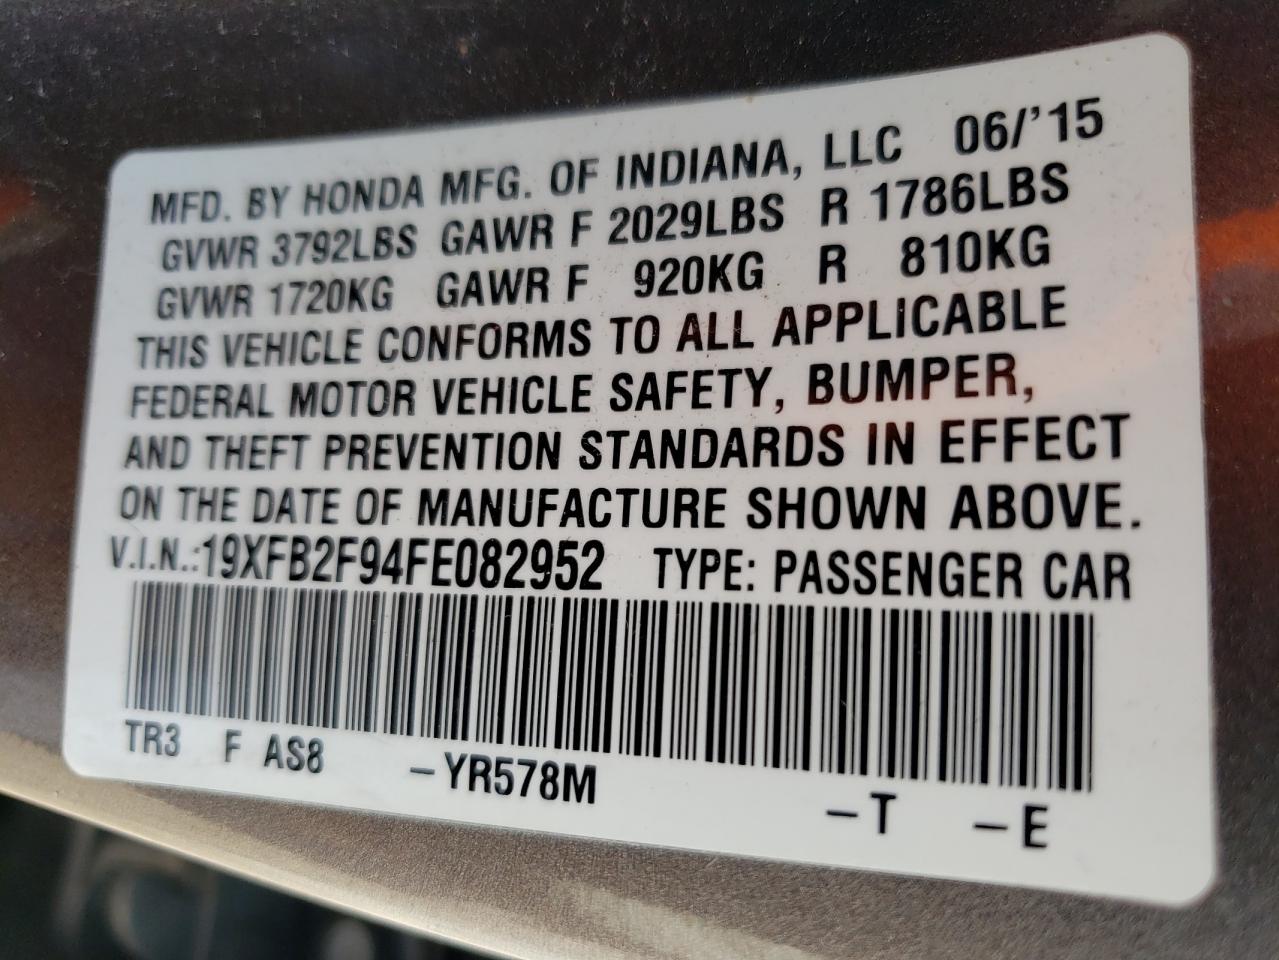 MFD. BY HONDA MFG. OF INDIANA, LLC 06/'15
GVWR 3792LBS GAWR F 2029LBS R 1786LBS
GVWR 1720KG GAWR F 920KG R 810KG
THIS VEHICLE CONFORMS TO ALL APPLICABLE
FEDERAL MOTOR VEHICLE SAFETY, BUMPER,
AND THEFT PREVENTION STANDARDS IN EFFECT
ON THE DATE OF MANUFACTURE SHOWN ABOVE.
V.I.N.:19XFB2F94FE082952 TYPE: PASSENGER CAR
TR3 F AS8 –YR578M –T –E